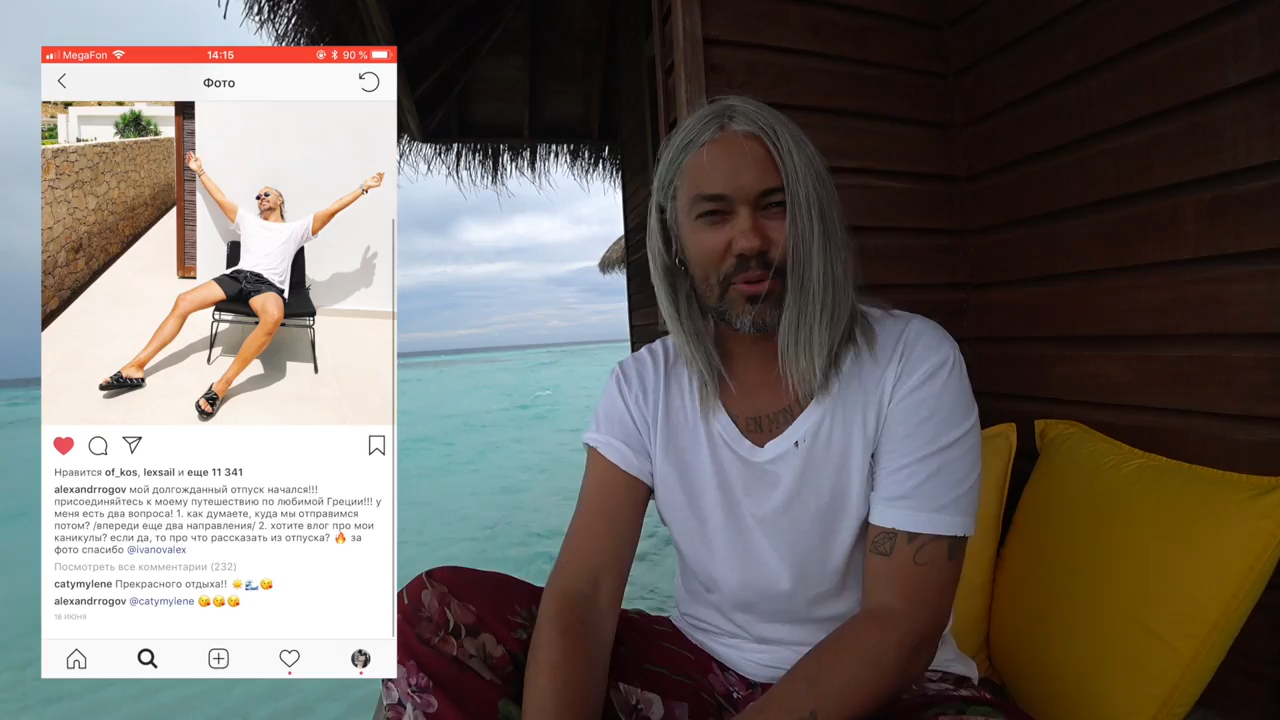 MegaFon 14:15 90 %
Фото
Нравится of_kos, lexsail и еще 11 341
alexandrrogov мой долгожданный отпуск начался!!!
присоединяйтесь к моему путешествию по любимой Греции!!! у
меня есть два вопроса! 1. как думаете, куда мы отправимся
потом? /впереди еще два направления/ 2. хотите влог про мои
каникулы? если да, то про что рассказать из отпуска? 🔥 за
фото спасибо @ivanovalex
Посмотреть все комментарии (232)
catymylene Прекрасного отдыха!! ☀️🌊😘
alexandrrogov @catymylene 😘😘😘
18 ИЮНЯ
EN MON